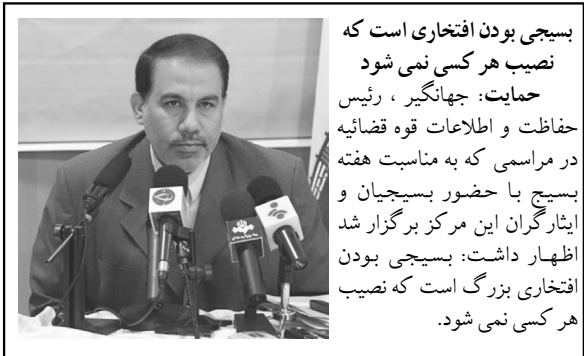 بسیجی بودن افتخاری است که
نصیب هر کسی نمی شود
حمایت: جهانگیر ، رئیس
حفاظت و اطلاعات قوه قضائیه
در مراسمی که به مناسبت هفته
بسیج با حضور بسیجیان و
ایثارگران این مرکز برگزار شد
اظهار داشت: بسیجی بودن
افتخاری بزرگ است که نصیب
هر کسی نمی شود.